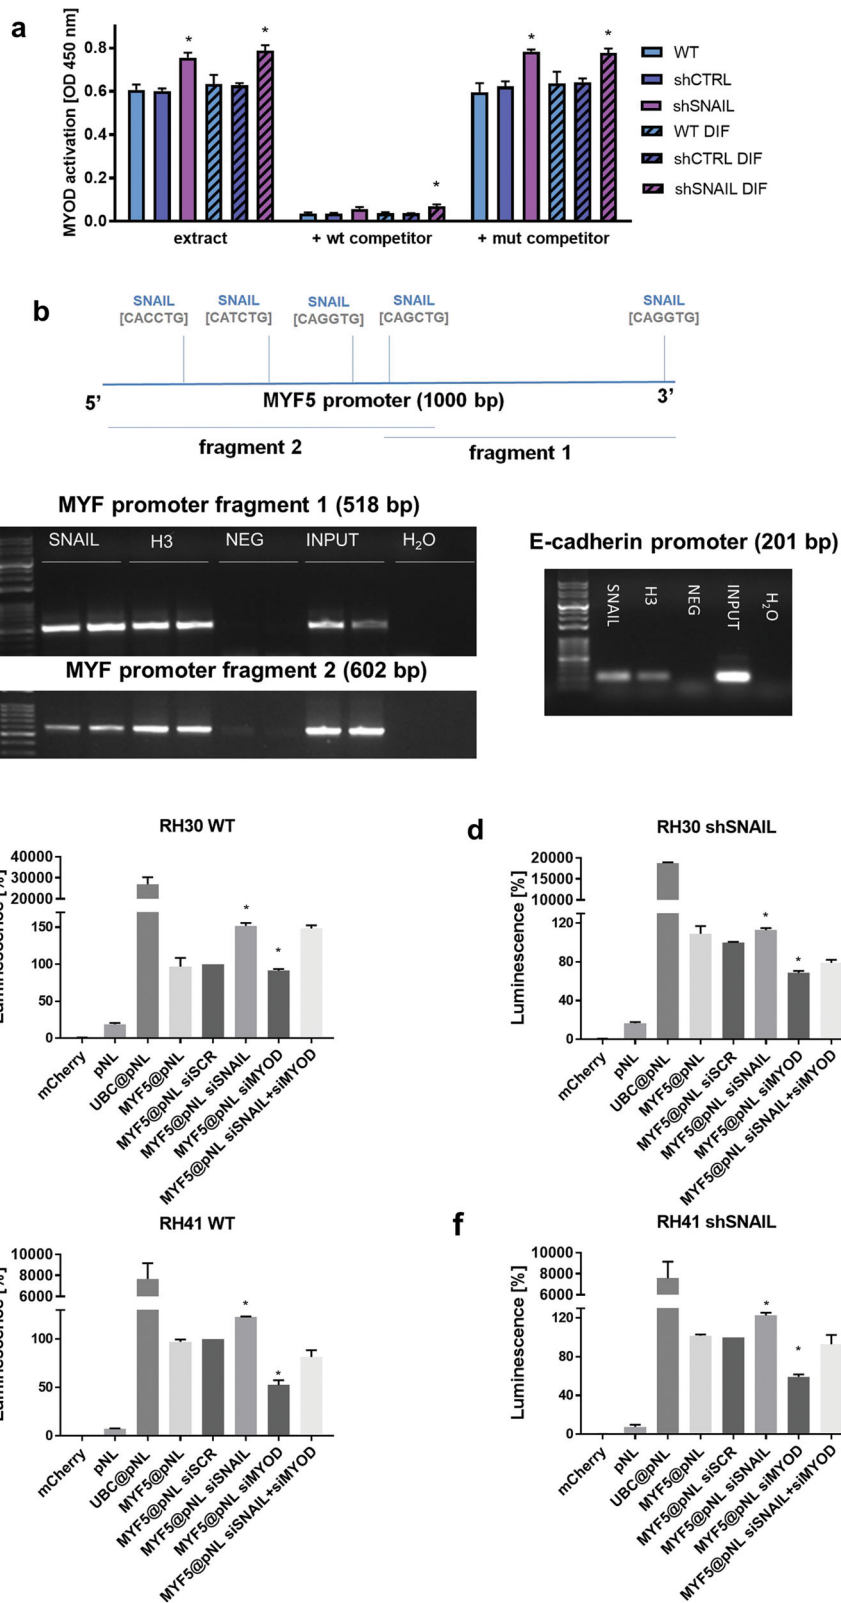 a
MYOD activation [OD 450 nm]
0.8
0.6
0.4
0.2
0.0
* * * * *
extract
+ wt competitor
+ mut competitor
WT
shCTRL
shSNAIL
WT DIF
shCTRL DIF
shSNAIL DIF
b
SNAIL SNAIL SNAIL SNAIL SNAIL
[CACCTG] [CATCTG] [CAGGTG] [CAGCTG] [CAGGTG]
5’ MYF5 promoter (1000 bp) 3’
fragment 2
fragment 1
MYF promoter fragment 1 (518 bp)
SNAIL H3 NEG INPUT H2O
MYF promoter fragment 2 (602 bp)
E-cadherin promoter (201 bp)
SNAIL H3 NEG INPUT H2O
RH30 WT
40000
30000
20000
150
100
50
0
* *
mCherry
pNL
UBC@pNL
MYF5@pNL
MYF5@pNL siSCR
MYF5@pNL siSNAIL
MYF5@pNL siMYOD
MYF5@pNL siSNAIL+siMYOD
d
RH30 shSNAIL
Luminescence [%]
20000
15000
10000
120
80
40
0
* *
mCherry
pNL
UBC@pNL
MYF5@pNL
MYF5@pNL siSCR
MYF5@pNL siSNAIL
MYF5@pNL siMYOD
MYF5@pNL siSNAIL+siMYOD
RH41 WT
10000
8000
6000
100
50
0
* *
mCherry
pNL
UBC@pNL
MYF5@pNL
MYF5@pNL siSCR
MYF5@pNL siSNAIL
MYF5@pNL siMYOD
MYF5@pNL siSNAIL+siMYOD
f
RH41 shSNAIL
Luminescence [%]
10000
8000
6000
120
80
40
0
* *
mCherry
pNL
UBC@pNL
MYF5@pNL
MYF5@pNL siSCR
MYF5@pNL siSNAIL
MYF5@pNL siMYOD
MYF5@pNL siSNAIL+siMYOD